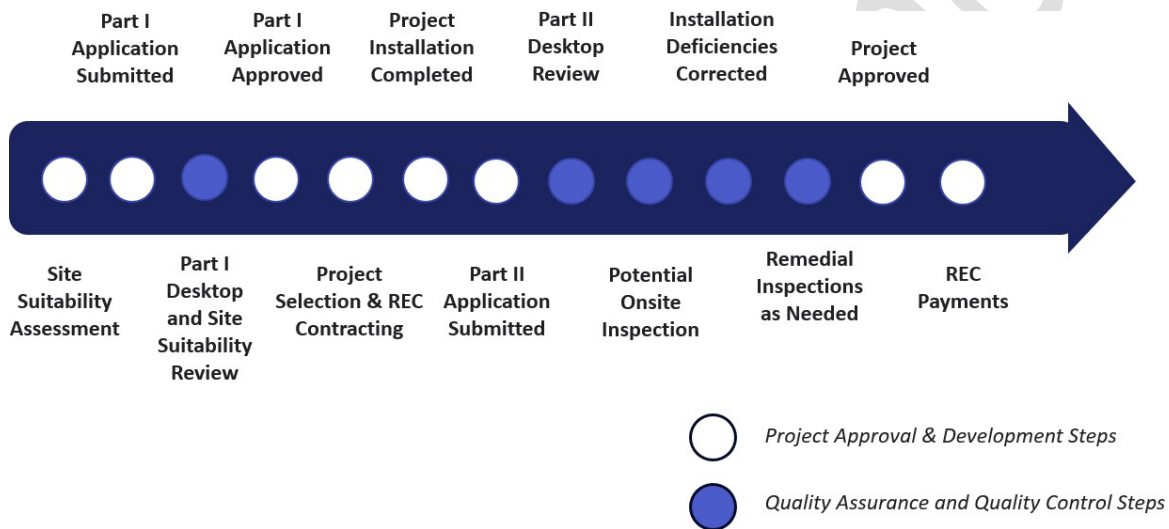 Part I
Application
Submitted
Part I
Application
Approved
Project
Installation
Completed
Part II
Desktop
Review
Installation
Deficiencies
Corrected
Project
Approved
Site
Suitability
Assessment
Part I
Desktop
and Site
Suitability
Review
Project
Selection & REC
Contracting
Part II
Application
Submitted
Potential
Onsite
Inspection
Remedial
Inspections
as Needed
REC
Payments
Project Approval & Development Steps
Quality Assurance and Quality Control Steps